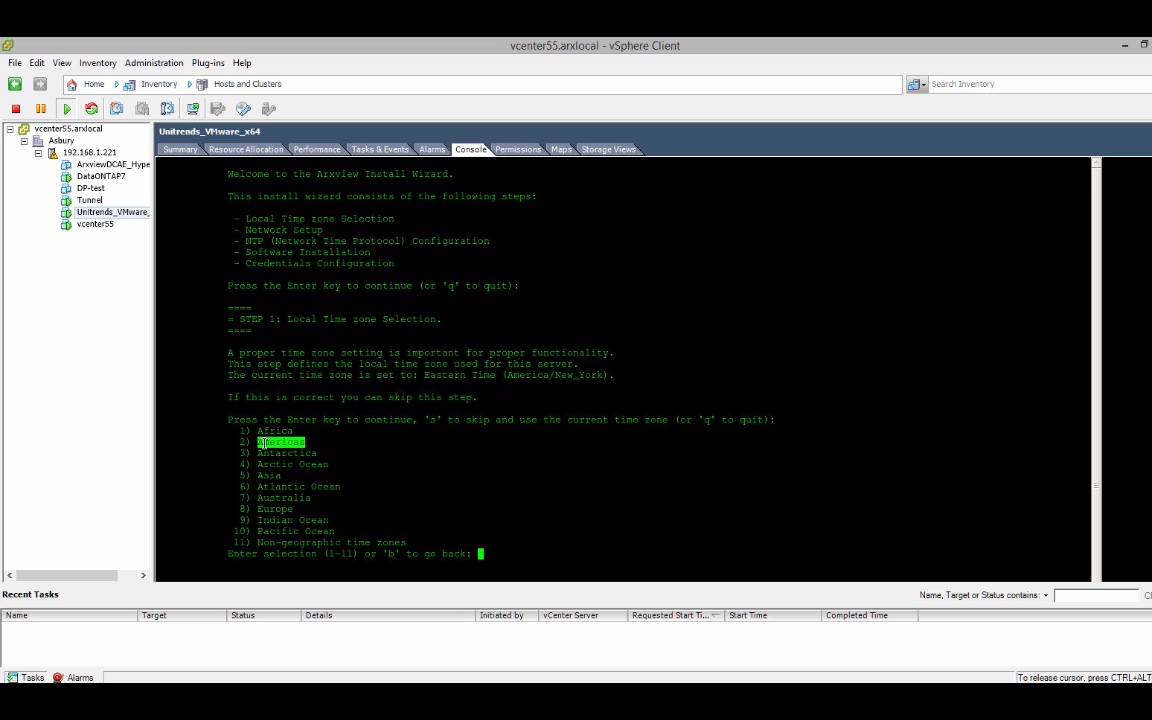 vcenter55.arxlocal - vSphere Client
File Edit View Inventory Administration Plug-ins Help
Home Inventory Hosts and Clusters
Search Inventory
vcenter55.arxlocal
Asbury
192.168.1.221
ArxviewDCAE_Hype
DataONTAP7
DP-test
Tunnel
Unitrends_VMware_
vcenter55
Unitrends_VMware_x64
Summary Resource Allocation Performance Tasks & Events Alarms Console Permissions Maps Storage Views
Welcome to the Arxview Install Wizard.
This install wizard consists of the following steps:
- Local Time zone Selection
- Network Setup
- NTP (Network Time Protocol) Configuration
- Software Installation
- Credentials Configuration
Press the Enter key to continue (or 'q' to quit):
====
= STEP 1: Local Time zone Selection.
====
A proper time zone setting is important for proper functionality.
This step defines the local time zone used for this server.
The current time zone is set to: Eastern Time (America/New_York).
If this is correct you can skip this step.
Press the Enter key to continue, 's' to skip and use the current time zone (or 'q' to quit):
1) Africa
2) Americas
3) Antarctica
4) Arctic Ocean
5) Asia
6) Atlantic Ocean
7) Australia
8) Europe
9) Indian Ocean
10) Pacific Ocean
11) Non-geographic time zones
Enter selection (1-11) or 'b' to go back:
Recent Tasks
Name, Target or Status contains:
Cl
Name Target Status Details Initiated by vCenter Server Requested Start Ti... Start Time Completed Time
Tasks Alarms
To release cursor, press CTRL+ALT